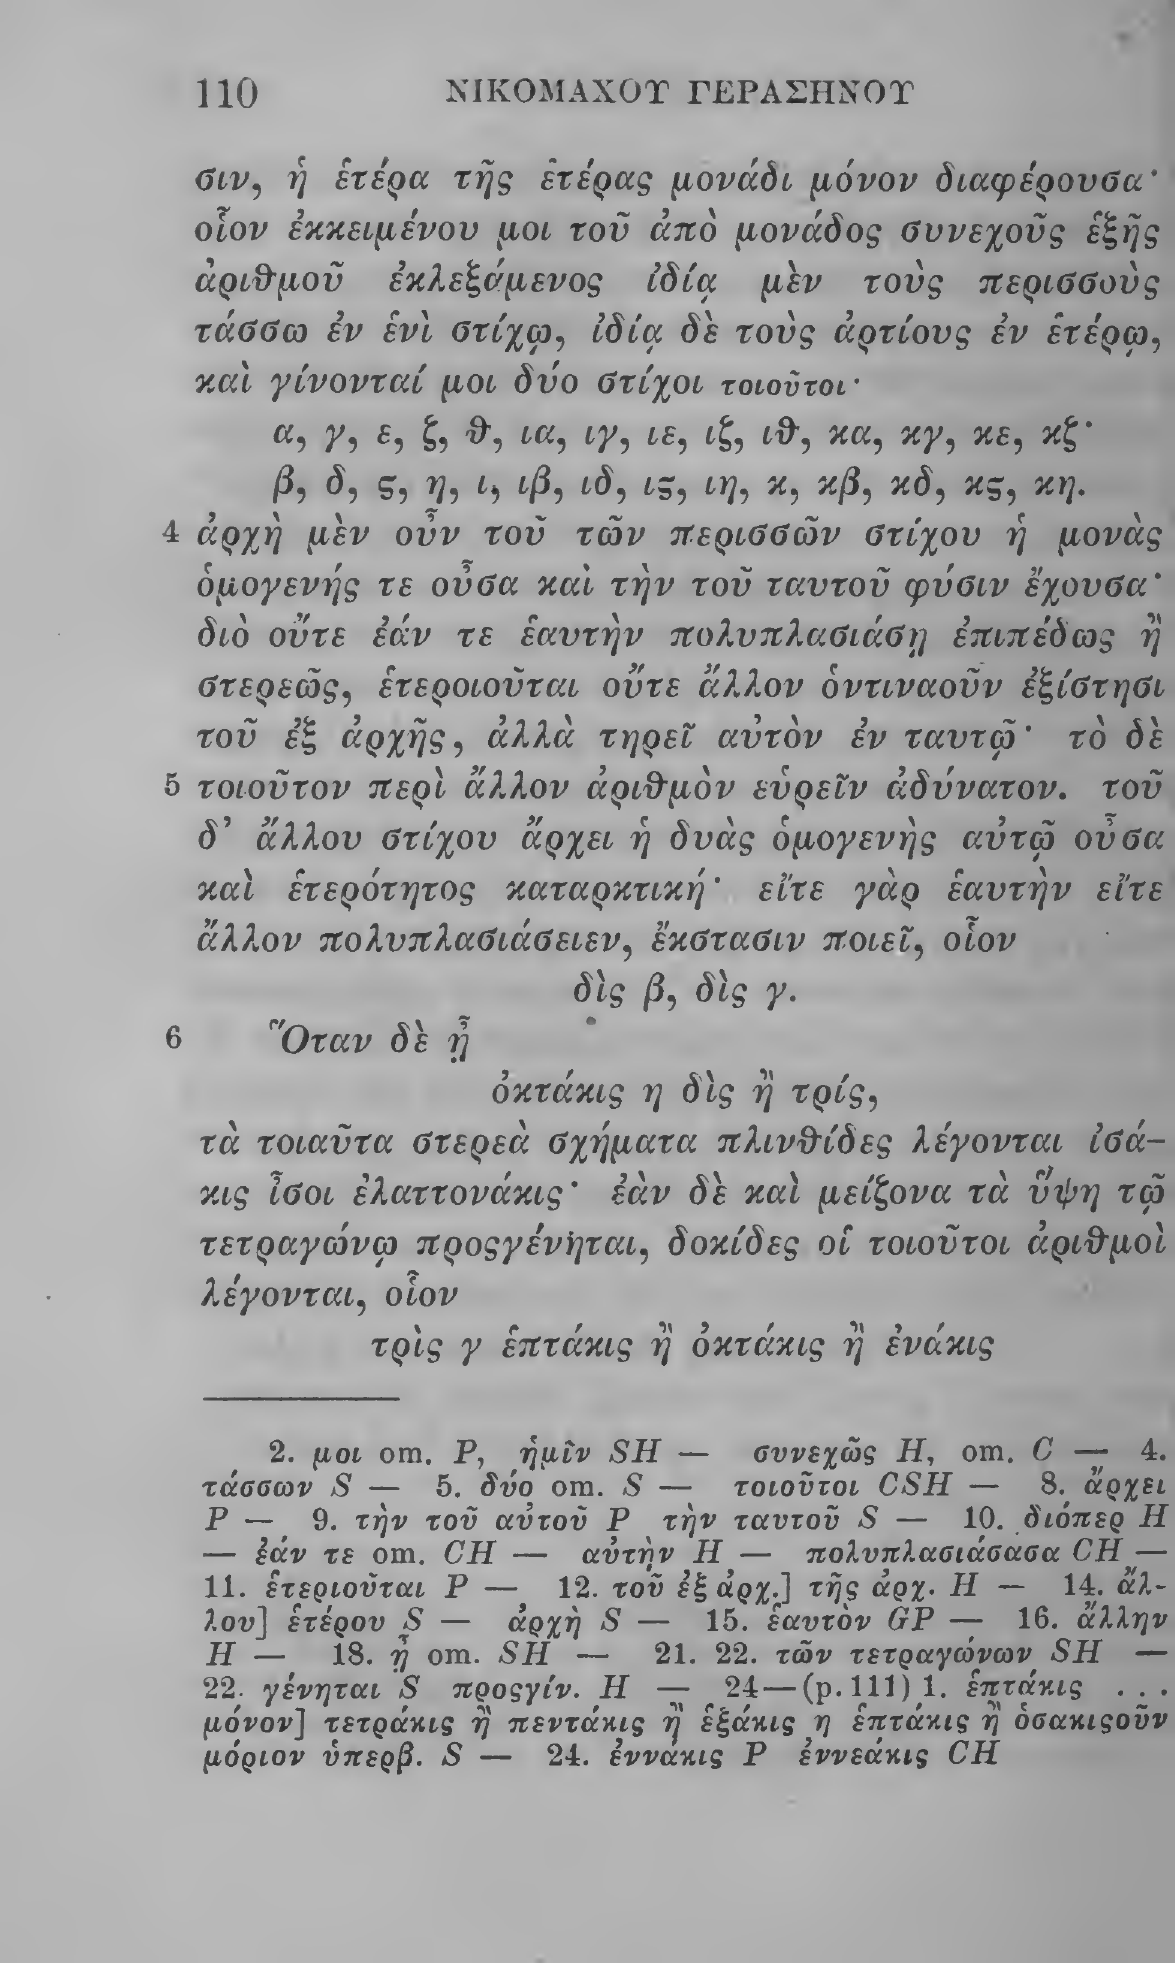 110 ΝΙΚΟΜΑΧΟΥ ΓΕΡΑΣΗΝΟΥ
σιν, ἡ ἑτέρα τῆς ἑτέρας μονάδι μόνον διαφέρουσα·
οἷον ἐκκειμένου μοι τοῦ ἀπὸ μονάδος συνεχοῦς ἑξῆς
ἀριθμοῦ ἐκλεξάμενος ἰδίᾳ μὲν τοὺς περισσοὺς
τάσσω ἐν ἑνὶ στίχῳ, ἰδίᾳ δὲ τοὺς ἀρτίους ἐν ἑτέρῳ,
καὶ γίνονταί μοι δύο στίχοι τοιοῦτοι·
α, γ, ε, ζ, θ, ια, ιγ, ιε, ιζ, ιθ, κα, κγ, κε, κζ·
β, δ, ς, η, ι, ιβ, ιδ, ις, ιη, κ, κβ, κδ, κς, κη.
4 ἀρχὴ μὲν οὖν τοῦ τῶν περισσῶν στίχου ἡ μονὰς
ὁμογενής τε οὖσα καὶ τὴν τοῦ ταυτοῦ φύσιν ἔχουσα·
διὸ οὔτε ἐάν τε ἑαυτὴν πολυπλασιάσῃ ἐπιπέδως ἢ
στερεῶς, ἑτεροιοῦται οὔτε ἄλλον ὁντιναοῦν ἐξίστησι
τοῦ ἐξ ἀρχῆς, ἀλλὰ τηρεῖ αὐτὸν ἐν ταυτῷ· τὸ δὲ
5 τοιοῦτον περὶ ἄλλον ἀριθμὸν εὑρεῖν ἀδύνατον. τοῦ
δ’ ἄλλου στίχου ἄρχει ἡ δυὰς ὁμογενὴς αὐτῷ οὖσα
καὶ ἑτερότητος καταρκτική· εἴτε γὰρ ἑαυτὴν εἴτε
ἄλλον πολυπλασιάσειεν, ἔκστασιν ποιεῖ, οἷον
δὶς β, δὶς γ.
6 Ὅταν δὲ ᾖ
ὀκτάκις η δὶς ἢ τρίς,
τὰ τοιαῦτα στερεὰ σχήματα πλινθίδες λέγονται ἰσά-
κις ἴσοι ἐλαττονάκις· ἐὰν δὲ καὶ μείζονα τὰ ὕψη τῷ
τετραγώνῳ προςγένηται, δοκίδες οἱ τοιοῦτοι ἀριθμοὶ
λέγονται, οἷον
τρὶς γ ἑπτάκις ἢ ὀκτάκις ἢ ἐνάκις
2. μοι om. P, ἡμῖν SH — συνεχῶς H, om. C — 4.
τάσσων S — 5. δύο om. S — τοιοῦτοι CSH — 8. ἄρχει
P — 9. τὴν τοῦ αὐτοῦ P τὴν ταυτοῦ S — 10. διόπερ H
— ἐάν τε om. CH — αὐτὴν H — πολυπλασιάσασα CH —
11. ἑτεριοῦται P — 12. τοῦ ἐξ ἀρχ.] τῆς ἀρχ. H — 14. ἄλ-
λου] ἑτέρου S — ἀρχὴ S — 15. ἑαυτὸν GP — 16. ἄλλην
H — 18. ᾖ om. SH — 21. 22. τῶν τετραγώνων SH —
22. γένηται S προςγίν. H — 24—(p. 111) 1. ἑπτάκις ...
μόνον] τετράκις ἢ πεντάκις ἢ ἑξάκις η ἑπτάκις ἢ ὁσακιςοῦν
μόριον ὑπερβ. S — 24. ἐννάκις P ἐννεάκις CH